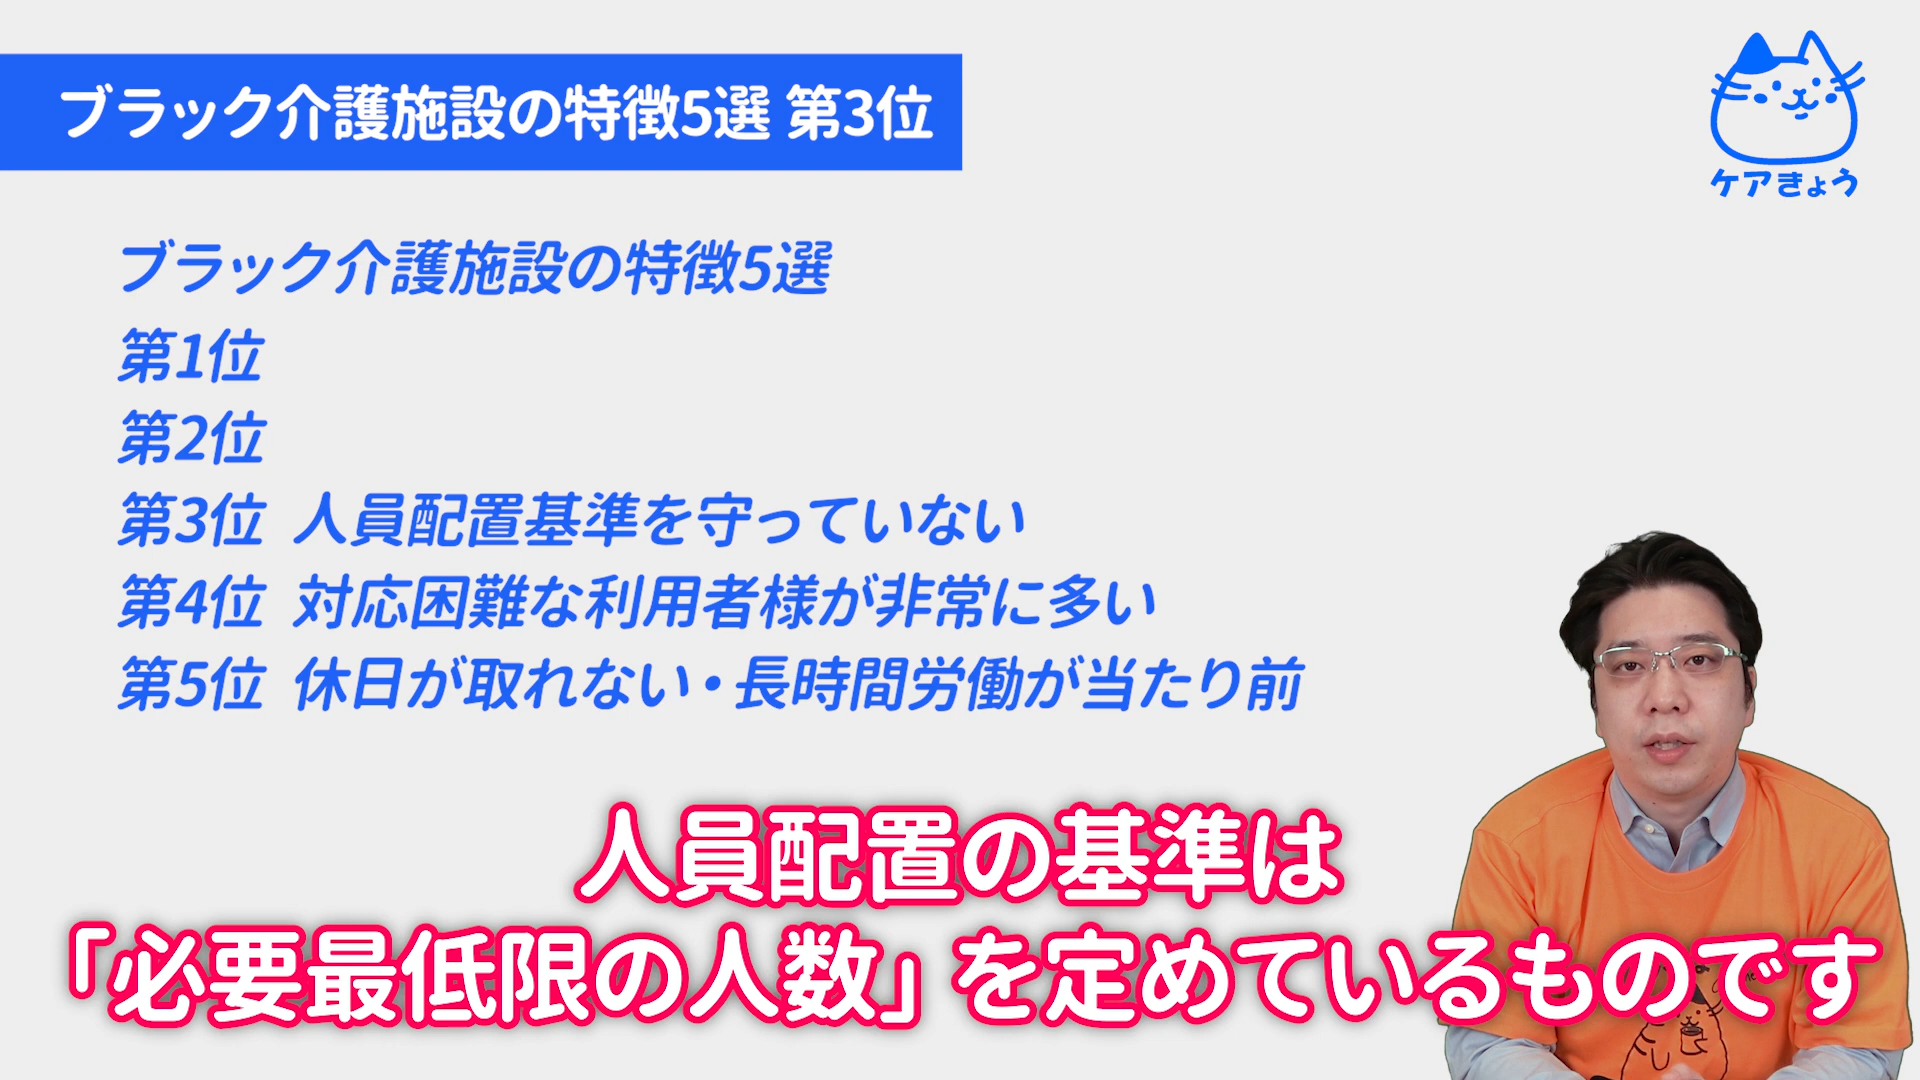 ブラック介護施設の特徴5選 第3位
ケアきょう
ブラック介護施設の特徴5選
第1位
第2位
第3位 人員配置基準を守っていない
第4位 対応困難な利用者様が非常に多い
第5位 休日が取れない・長時間労働が当たり前
人員配置の基準は
「必要最低限の人数」を定めているものです